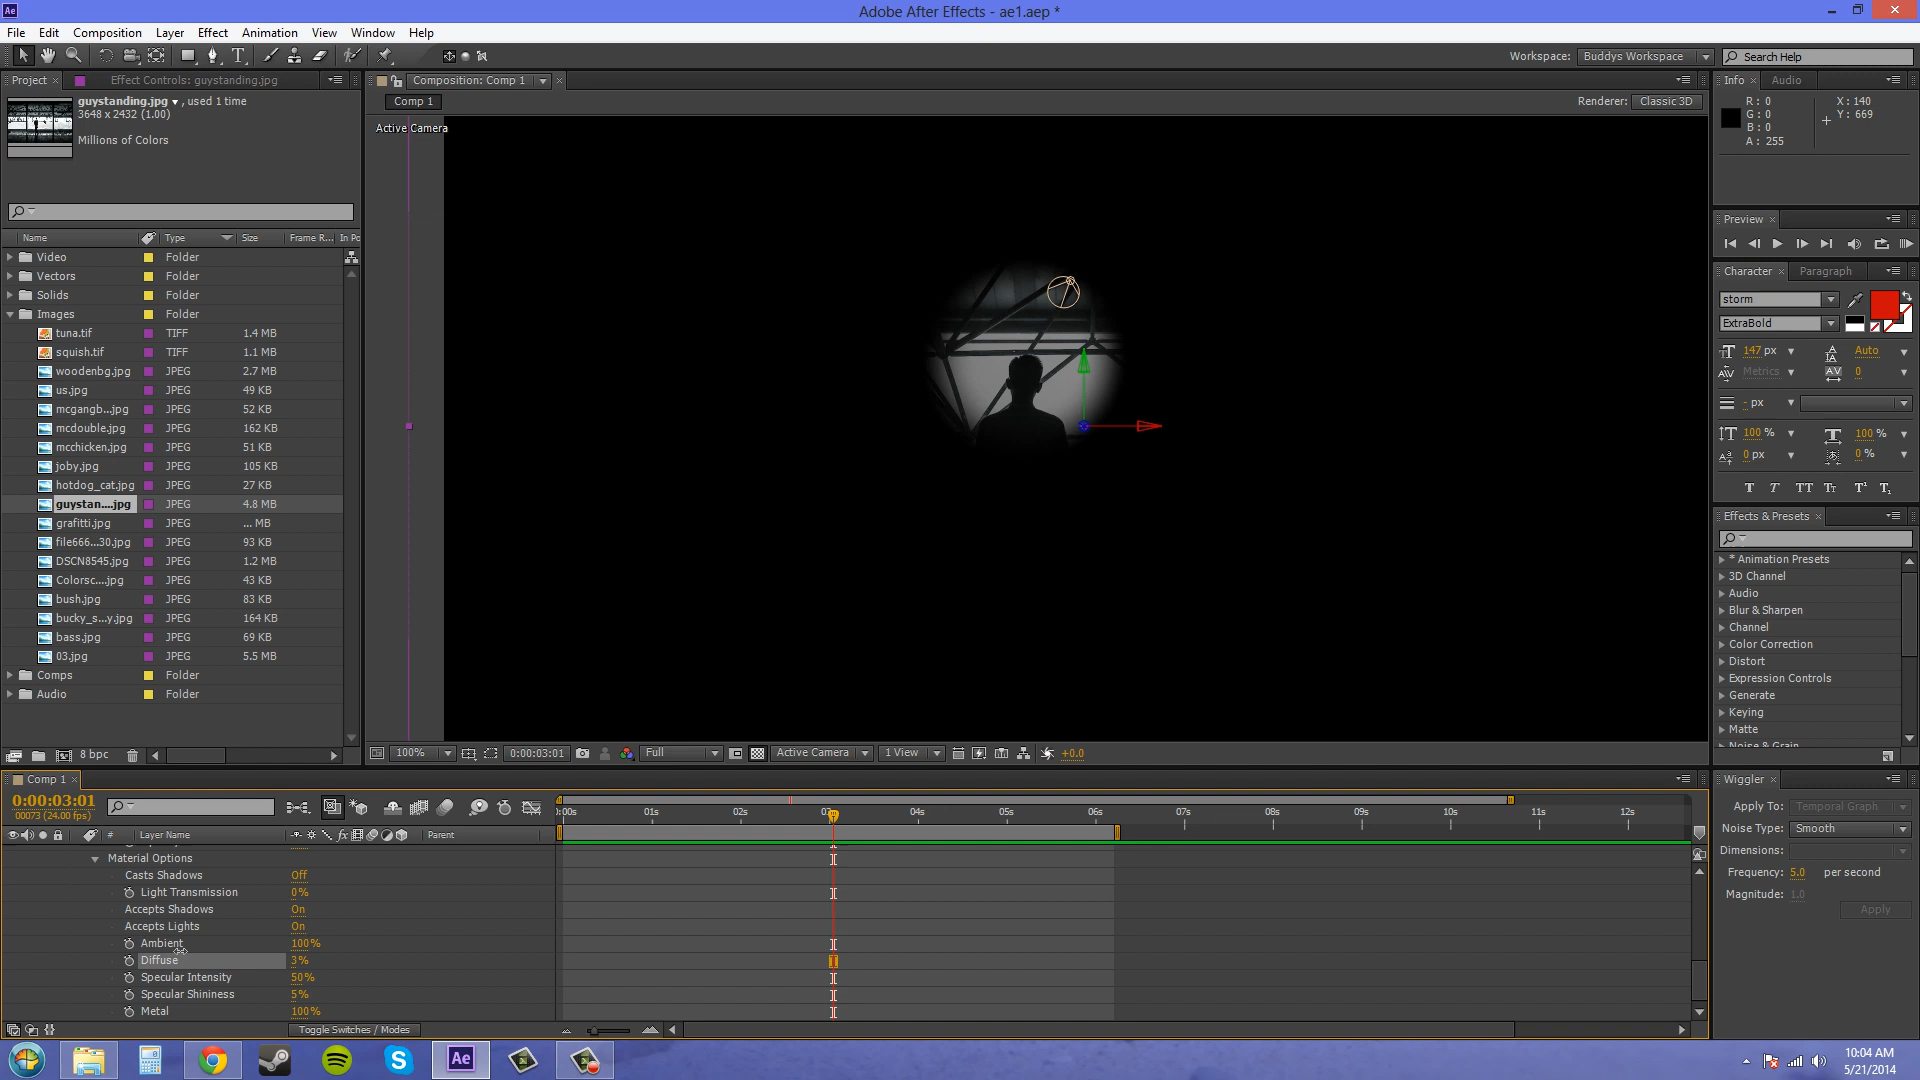 Ae
Adobe After Effects - ae1.aep *
File Edit Composition Layer Effect Animation View Window Help
Workspace: Buddys Workspace Search Help
Project Effect Controls: guystanding.jpg
guystanding.jpg , used 1 time
3648 x 2432 (1.00)
Millions of Colors
Name Type Size Frame R... In Po
Video Folder
Vectors Folder
Solids Folder
Images Folder
tuna.tif TIFF 1.4 MB
squish.tif TIFF 1.1 MB
woodenbg.jpg JPEG 2.7 MB
us.jpg JPEG 49 KB
mcgangb...jpg JPEG 52 KB
mcdouble.jpg JPEG 162 KB
mcchicken.jpg JPEG 51 KB
joby.jpg JPEG 105 KB
hotdog_cat.jpg JPEG 27 KB
guystan....jpg JPEG 4.8 MB
grafitti.jpg JPEG ... MB
file666...30.jpg JPEG 93 KB
DSCN8545.jpg JPEG 1.2 MB
Colorsc....jpg JPEG 43 KB
bush.jpg JPEG 83 KB
bucky_s...y.jpg JPEG 164 KB
bass.jpg JPEG 69 KB
03.jpg JPEG 5.5 MB
Comps Folder
Audio Folder
8 bpc
Composition: Comp 1
Comp 1
Renderer: Classic 3D
Active Camera
100% 0:00:03:01 Full Active Camera 1 View +0.0
Info Audio
R: 0 X: 140
G: 0 Y: 669
B: 0
A: 255
Preview
Character Paragraph
storm
ExtraBold
147 px Auto
Metrics 0
- px
100 % 100 %
0 px 0 %
T T TT Tt T¹ T₁
Effects & Presets
* Animation Presets
3D Channel
Audio
Blur & Sharpen
Channel
Color Correction
Distort
Expression Controls
Generate
Keying
Matte
Noise & Grain
Wiggler
Apply To: Temporal Graph
Noise Type: Smooth
Dimensions:
Frequency: 5.0 per second
Magnitude: 1.0
Apply
Comp 1
0:00:03:01
00073 (24.00 fps)
# Layer Name Parent
:00s 01s 02s 04s 05s 06s 07s 08s 09s 10s 11s 12s
Material Options
Casts Shadows Off
Light Transmission 0%
Accepts Shadows On
Accepts Lights On
Ambient 100%
Diffuse 3%
Specular Intensity 50%
Specular Shininess 5%
Metal 100%
Toggle Switches / Modes
Ae
10:04 AM
5/21/2014